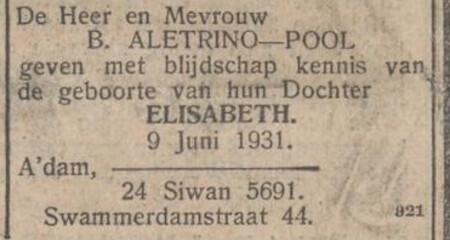 De Heer en Mevrouw
B. ALETRINO—POOL
geven met blijdschap kennis van
de geboorte van hun Dochter
ELISABETH.
9 Juni 1931.
A'dam,
24 Siwan 5691.
Swammerdamstraat 44. 921